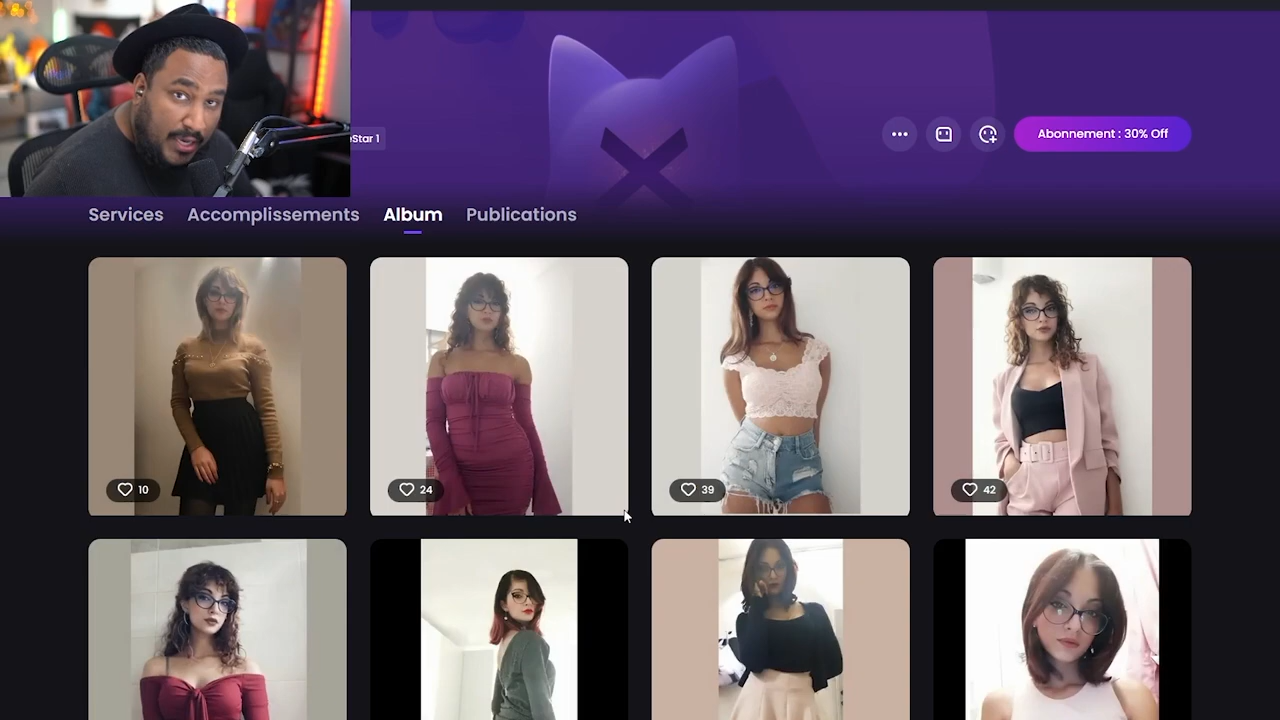 Star 1
Abonnement : 30% Off
Services
Accomplissements
Album
Publications
10
24
39
42